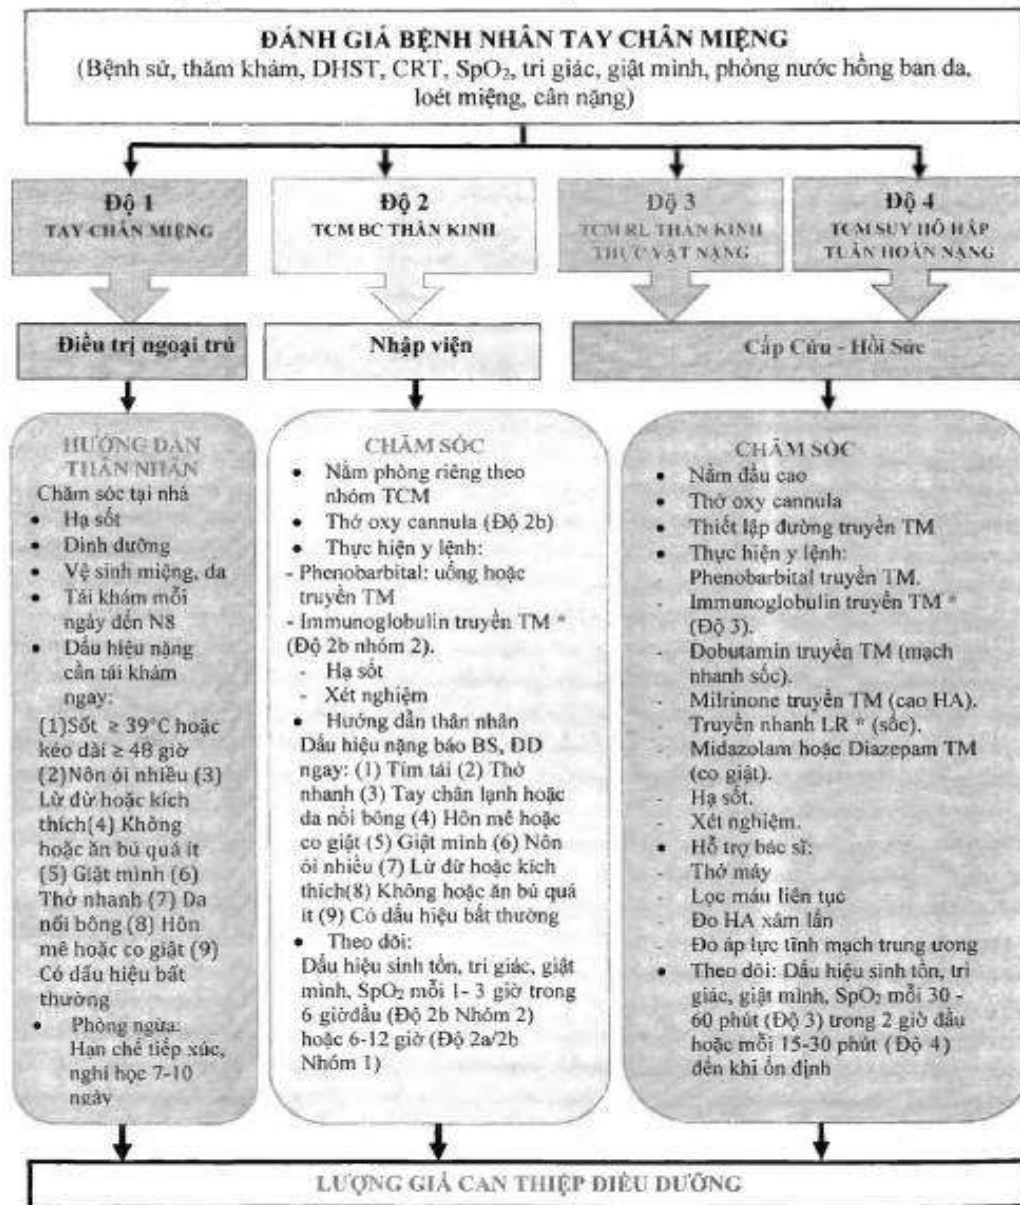 ĐÁNH GIÁ BỆNH NHÂN TAY CHÂN MIỆNG
(Bệnh sử, thăm khám, DHST, CRT, SpO₂, tri giác, giật mình, phỏng nước hồng ban da,
loét miệng, cân nặng)
Độ 1
TAY CHÂN MIỆNG
Độ 2
TCM BC THẦN KINH
Độ 3
TCM RL THẦN KINH
THỰC VẬT NẶNG
Độ 4
TCM SUY HÔ HẤP
TUẦN HOÀN NẶNG
Điều trị ngoại trú
Nhập viện
Cấp Cứu - Hồi Sức
HƯỚNG DẪN
THÂN NHÂN
Chăm sóc tại nhà
• Hạ sốt
• Dinh dưỡng
• Vệ sinh miệng, da
• Tái khám mỗi
ngày đến N8
• Dấu hiệu nặng
cần tái khám
ngay:
(1)Sốt ≥ 39°C hoặc
kéo dài ≥ 48 giờ
(2)Nôn ói nhiều (3)
Lừ đừ hoặc kích
thích(4) Không
hoặc ăn bú quá ít
(5) Giật mình (6)
Thở nhanh (7) Da
nổi bông (8) Hôn
mê hoặc co giật (9)
Có dấu hiệu bất
thường
• Phòng ngừa:
Hạn chế tiếp xúc,
nghỉ học 7-10
ngày
CHĂM SÓC
• Nằm phòng riêng theo
nhóm TCM
• Thở oxy cannula (Độ 2b)
• Thực hiện y lệnh:
- Phenobarbital: uống hoặc
truyền TM
- Immunoglobulin truyền TM *
(Độ 2b nhóm 2).
- Hạ sốt
- Xét nghiệm
• Hướng dẫn thân nhân
Dấu hiệu nặng báo BS, ĐD
ngay: (1) Tím tái (2) Thở
nhanh (3) Tay chân lạnh hoặc
da nổi bông (4) Hôn mê hoặc
co giật (5) Giật mình (6) Nôn
ói nhiều (7) Lừ đừ hoặc kích
thích(8) Không hoặc ăn bú quá
ít (9) Có dấu hiệu bất thường
• Theo dõi:
Dấu hiệu sinh tồn, tri giác, giật
mình, SpO₂ mỗi 1- 3 giờ trong
6 giờđầu (Độ 2b Nhóm 2)
hoặc 6-12 giờ (Độ 2a/2b
Nhóm 1)
CHĂM SÓC
• Nằm đầu cao
• Thở oxy cannula
• Thiết lập đường truyền TM
• Thực hiện y lệnh:
- Phenobarbital truyền TM.
- Immunoglobulin truyền TM *
(Độ 3).
- Dobutamin truyền TM (mạch
nhanh sốc).
- Milrinone truyền TM (cao HA).
- Truyền nhanh LR * (sốc).
- Midazolam hoặc Diazepam TM
(co giật).
- Hạ sốt.
- Xét nghiệm.
• Hỗ trợ bác sĩ:
- Thở máy
- Lọc máu liên tục
- Đo HA xâm lấn
- Đo áp lực tĩnh mạch trung ương
• Theo dõi: Dấu hiệu sinh tồn, tri
giác, giật mình, SpO₂ mỗi 30 -
60 phút (Độ 3) trong 2 giờ đầu
hoặc mỗi 15-30 phút (Độ 4)
đến khi ổn định
LƯỢNG GIÁ CAN THIỆP ĐIỀU DƯỠNG